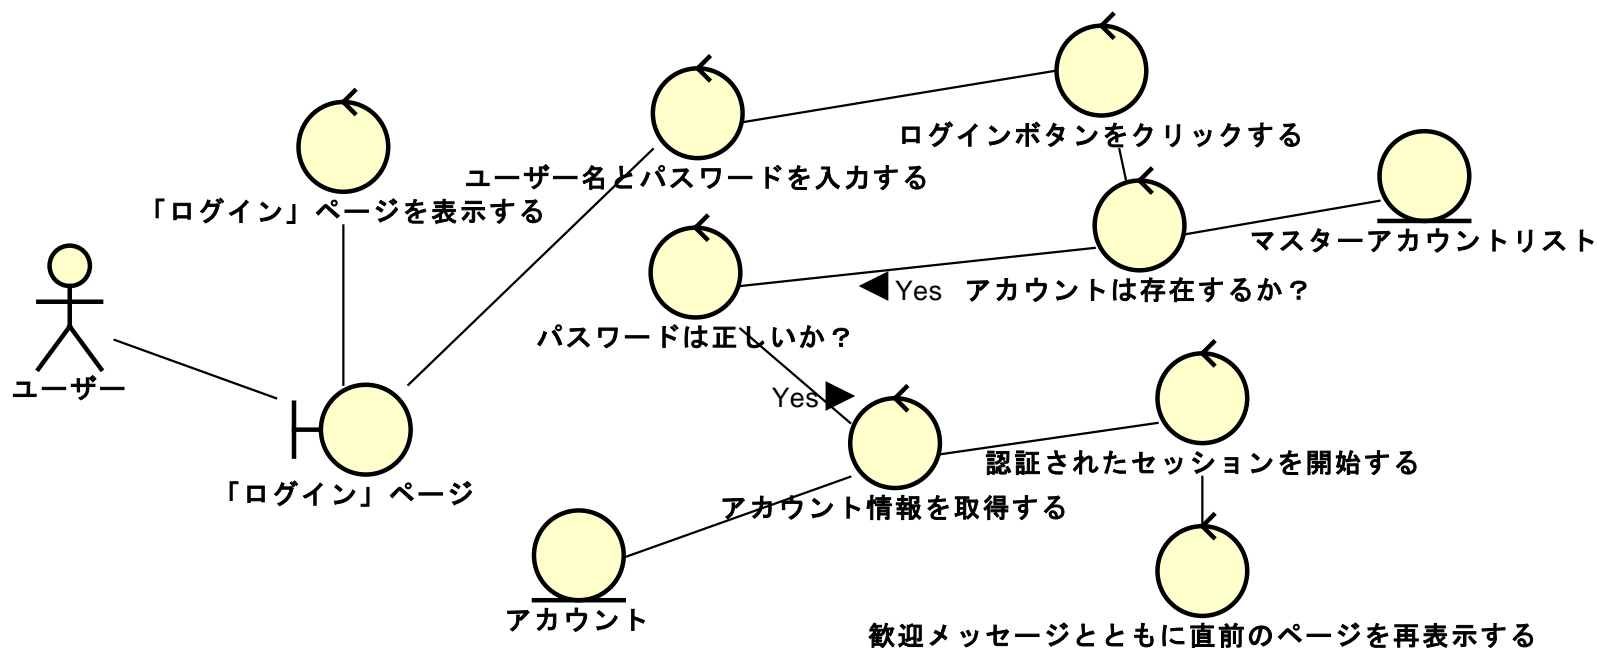 ログインボタンをクリックする
ユーザー名とパスワードを入力する
「ログイン」ページを表示する
マスターアカウントリスト
Yes
アカウントは存在するか？
パスワードは正しいか？
ユーザー
Yes
認証されたセッションを開始する
「ログイン」ページ
アカウント情報を取得する
アカウント
歓迎メッセージとともに直前のページを再表示する